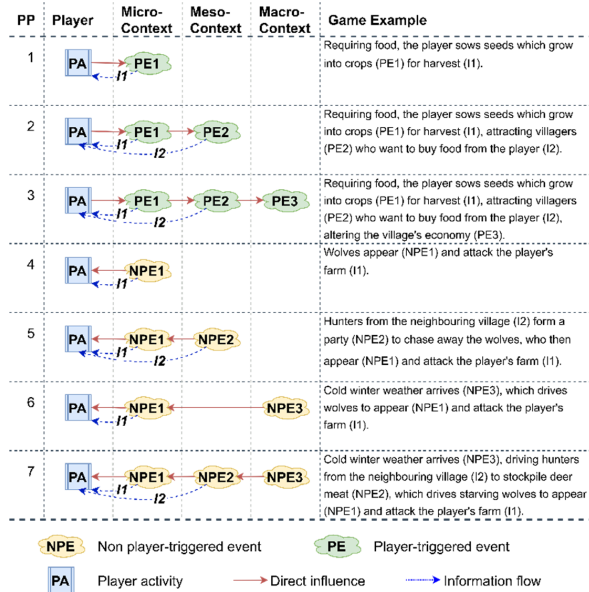 PP Player Micro-Context Meso-Context Macro-Context Game Example
1 PA PE1 I1
Requiring food, the player sows seeds which grow
into crops (PE1) for harvest (I1).
2 PA PE1 PE2 I1 I2
Requiring food, the player sows seeds which grow
into crops (PE1) for harvest (I1), attracting villagers
(PE2) who want to buy food from the player (I2).
3 PA PE1 PE2 PE3 I1 I2
Requiring food, the player sows seeds which grow
into crops (PE1) for harvest (I1), attracting villagers
(PE2) who want to buy food from the player (I2),
altering the village's economy (PE3).
4 PA NPE1 I1
Wolves appear (NPE1) and attack the player's
farm (I1).
5 PA NPE1 NPE2 I1 I2
Hunters from the neighbouring village (I2) form a
party (NPE2) to chase away the wolves, who then
appear (NPE1) and attack the player's farm (I1).
6 PA NPE1 NPE3 I1
Cold winter weather arrives (NPE3), which drives
wolves to appear (NPE1) and attack the player's
farm (I1).
7 PA NPE1 NPE2 NPE3 I1 I2
Cold winter weather arrives (NPE3), driving hunters
from the neighbouring village (I2) to stockpile deer
meat (NPE2), which drives starving wolves to appear
(NPE1) and attack the player's farm (I1).
NPE Non player-triggered event PE Player-triggered event
PA Player activity Direct influence Information flow